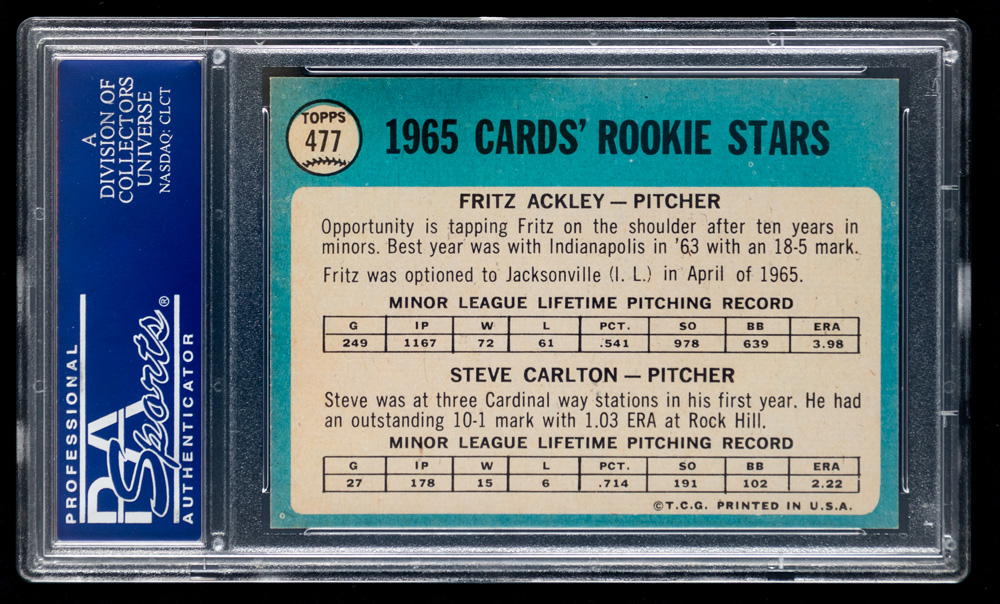 A
DIVISION OF
COLLECTORS
UNIVERSE
NASDAQ: CLCT
PROFESSIONAL
PSA
Sports®
AUTHENTICATOR
TOPPS
477
1965 CARDS' ROOKIE STARS
FRITZ ACKLEY — PITCHER
Opportunity is tapping Fritz on the shoulder after ten years in
minors. Best year was with Indianapolis in '63 with an 18-5 mark.
Fritz was optioned to Jacksonville (I. L.) in April of 1965.
MINOR LEAGUE LIFETIME PITCHING RECORD
G IP W L PCT. SO BB ERA
249 1167 72 61 .541 978 639 3.98
STEVE CARLTON — PITCHER
Steve was at three Cardinal way stations in his first year. He had
an outstanding 10-1 mark with 1.03 ERA at Rock Hill.
MINOR LEAGUE LIFETIME PITCHING RECORD
G IP W L PCT. SO BB ERA
27 178 15 6 .714 191 102 2.22
©T.C.G. PRINTED IN U.S.A.